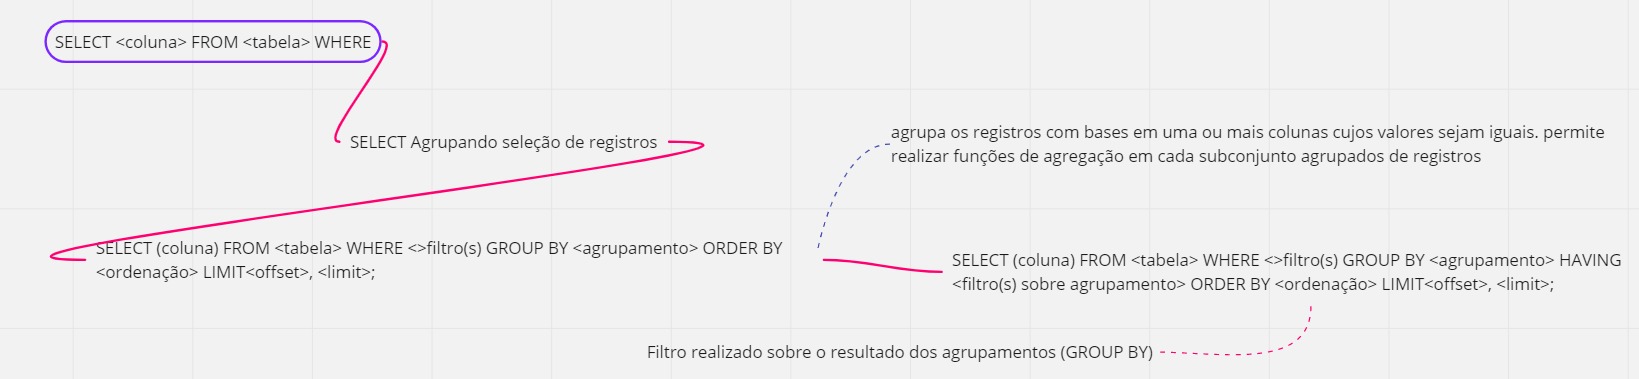 SELECT <coluna> FROM <tabela> WHERE
SELECT Agrupando seleção de registros
agrupa os registros com bases em uma ou mais colunas cujos valores sejam iguais. permite
realizar funções de agregação em cada subconjunto agrupados de registros
SELECT (coluna) FROM <tabela> WHERE <>filtro(s) GROUP BY <agrupamento> ORDER BY
<ordenação> LIMIT<offset>, <limit>;
SELECT (coluna) FROM <tabela> WHERE <>filtro(s) GROUP BY <agrupamento> HAVING
<filtro(s) sobre agrupamento> ORDER BY <ordenação> LIMIT<offset>, <limit>;
Filtro realizado sobre o resultado dos agrupamentos (GROUP BY)